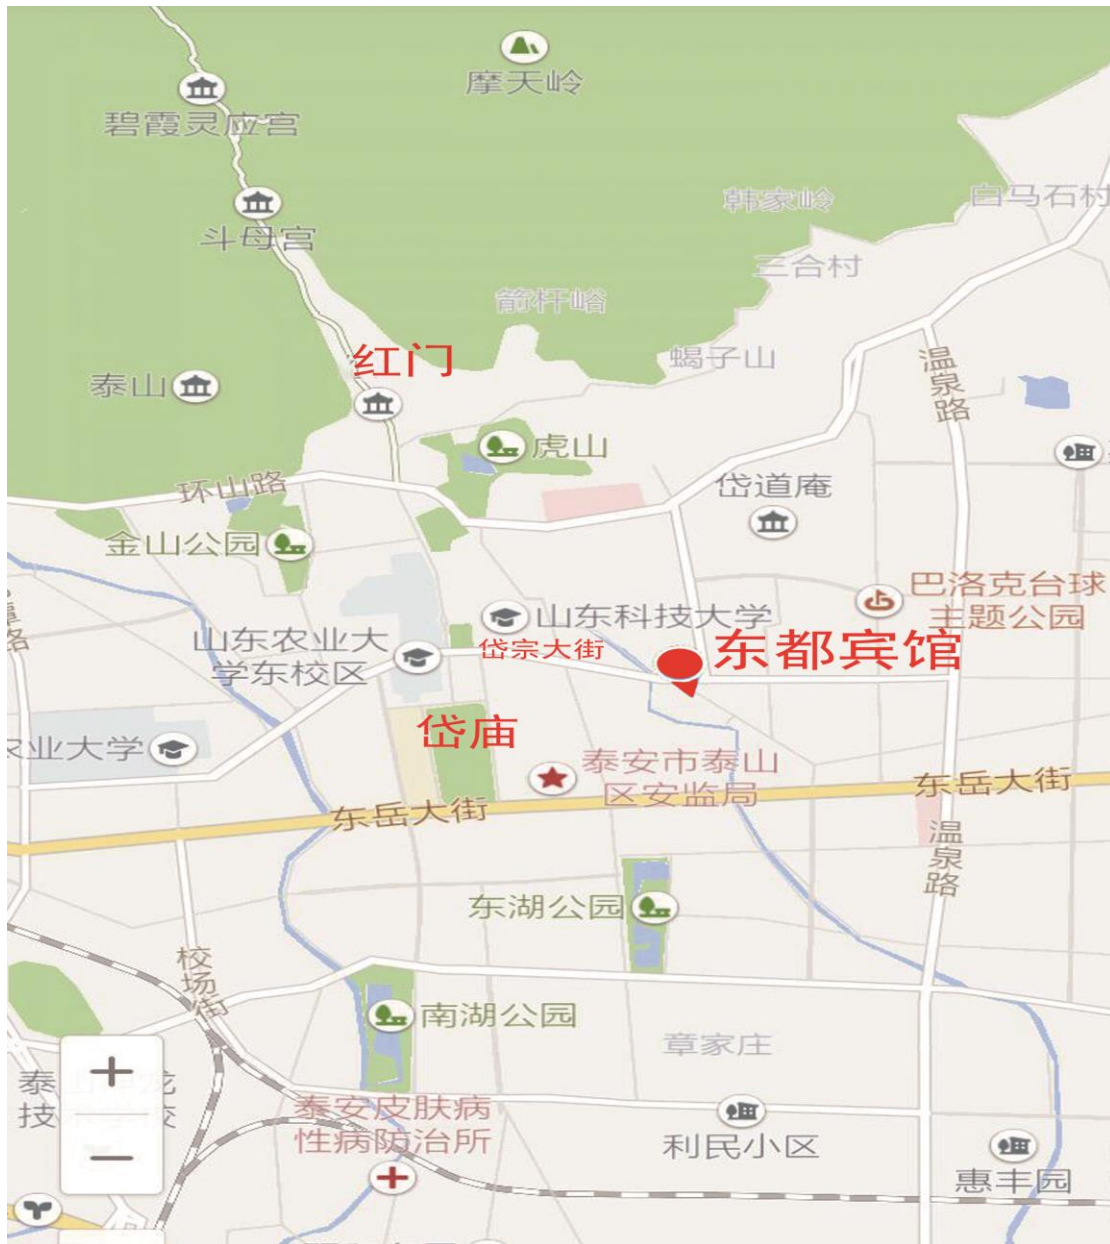 摩天岭
碧霞灵应宫
韩家岭
白马石村
斗母宫
三合村
箭杆峪
红门
蝎子山
温泉路
泰山
虎山
环山路
岱道庵
金山公园
巴洛克台球
主题公园
山东科技大学
山东农业大
学东校区
岱宗大街
东都宾馆
岱庙
农业大学
泰安市泰山
区安监局
东岳大街
东岳大街
温泉路
东湖公园
校场街
南湖公园
章家庄
+
泰
龙
技
校
泰安皮肤病
性病防治所
利民小区
惠丰园